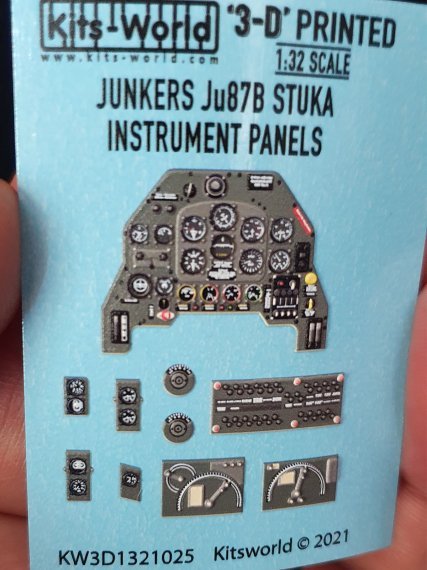 Kits-World
www.kits-world.com
'3-D' PRINTED
1:32 SCALE
JUNKERS Ju87B STUKA
INSTRUMENT PANELS
KW3D1321025 Kitsworld © 2021